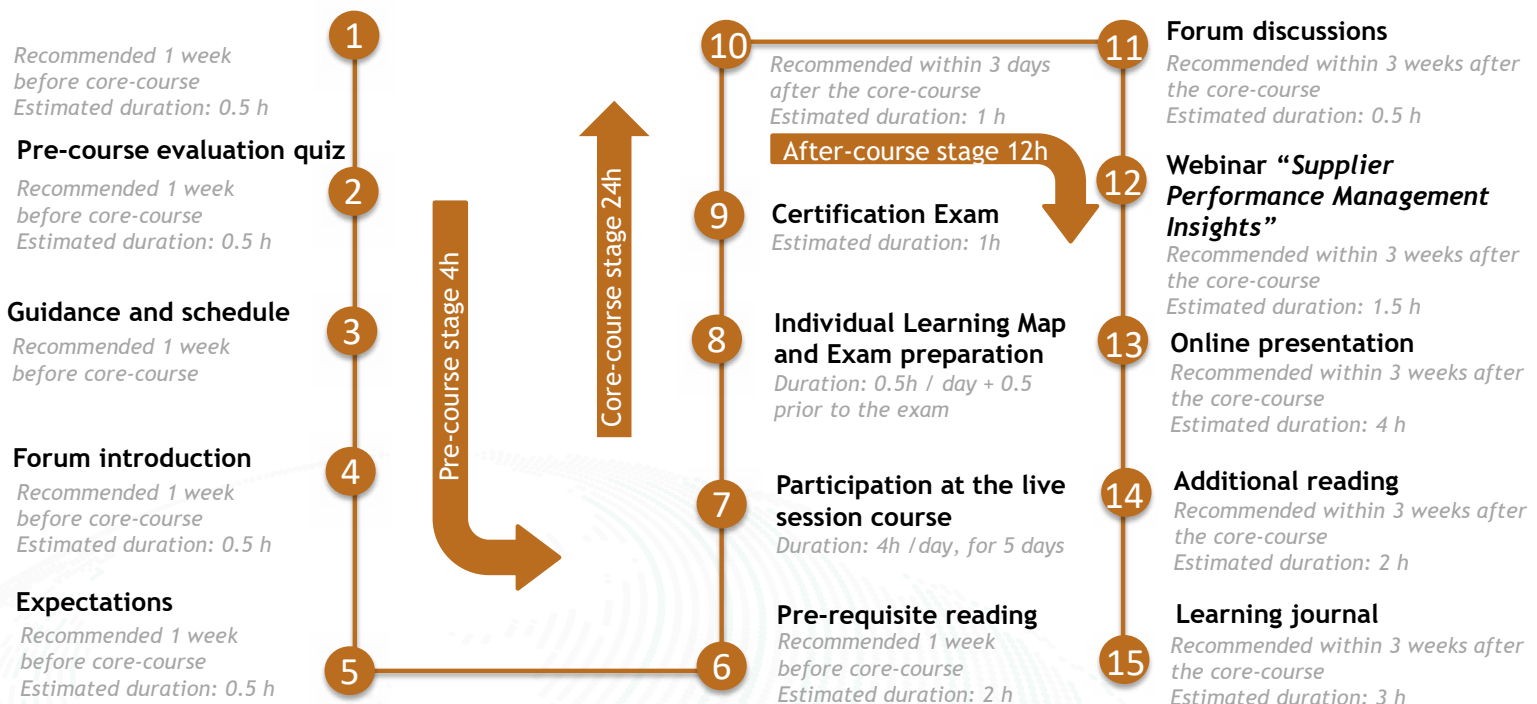 1
Recommended 1 week
before core-course
Estimated duration: 0.5 h
Pre-course evaluation quiz
2
Recommended 1 week
before core-course
Estimated duration: 0.5 h
Guidance and schedule
3
Recommended 1 week
before core-course
Forum introduction
4
Recommended 1 week
before core-course
Estimated duration: 0.5 h
Expectations
5
Recommended 1 week
before core-course
Estimated duration: 0.5 h
Pre-course stage 4h
Core-course stage 24h
Pre-requisite reading
6
Recommended 1 week
before core-course
Estimated duration: 2 h
7
Participation at the live
session course
Duration: 4h /day, for 5 days
8
Individual Learning Map
and Exam preparation
Duration: 0.5h / day + 0.5
prior to the exam
9
Certification Exam
Estimated duration: 1h
10
Recommended within 3 days
after the core-course
Estimated duration: 1 h
After-course stage 12h
11
Forum discussions
Recommended within 3 weeks after
the core-course
Estimated duration: 0.5 h
12
Webinar “Supplier
Performance Management
Insights”
Recommended within 3 weeks after
the core-course
Estimated duration: 1.5 h
13
Online presentation
Recommended within 3 weeks after
the core-course
Estimated duration: 4 h
14
Additional reading
Recommended within 3 weeks after
the core-course
Estimated duration: 2 h
15
Learning journal
Recommended within 3 weeks after
the core-course
Estimated duration: 3 h